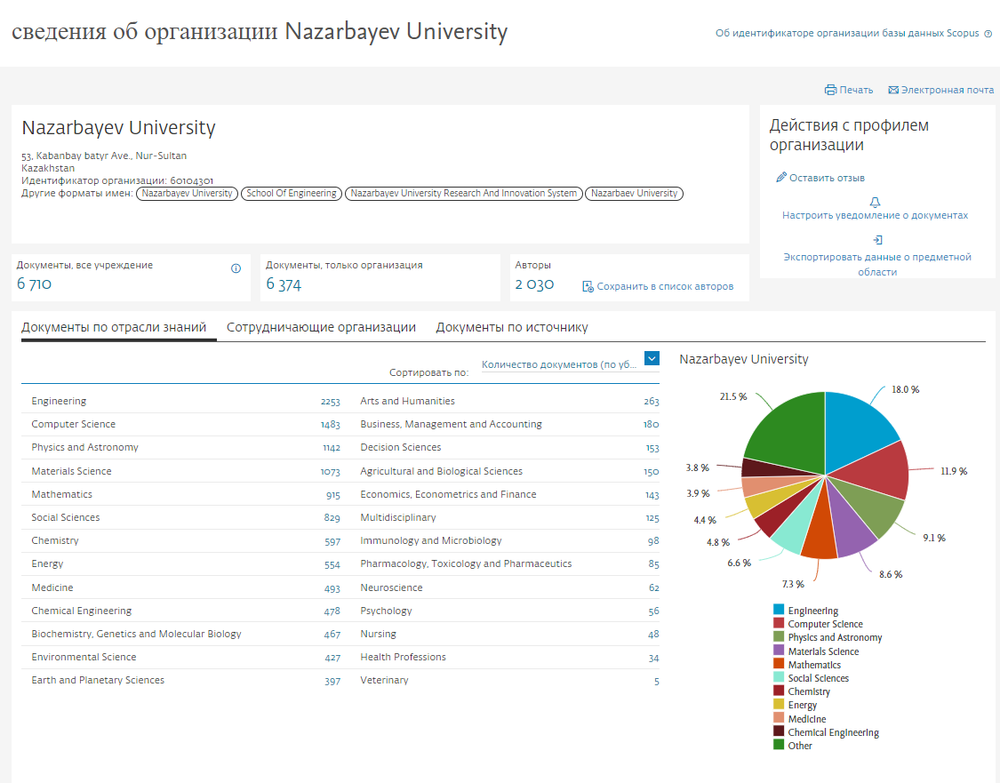 сведения об организации Nazarbayev University
Об идентификаторе организации базы данных Scopus
Печать Электронная почта
Nazarbayev University
53, Kabanbay batyr Ave., Nur-Sultan
Kazakhstan
Идентификатор организации: 60104301
Другие форматы имен: Nazarbayev University School Of Engineering Nazarbayev University Research And Innovation System Nazarbaev University
Действия с профилем
организации
Оставить отзыв
Настроить уведомление о документах
Экспортировать данные о предметной
области
Документы, все учреждение
6 710
Документы, только организация
6 374
Авторы
2 030 Сохранить в список авторов
Документы по отрасли знаний Сотрудничающие организации Документы по источнику
Сортировать по: Количество документов (по уб...
Engineering 2253
Computer Science 1483
Physics and Astronomy 1142
Materials Science 1073
Mathematics 915
Social Sciences 829
Chemistry 597
Energy 554
Medicine 493
Chemical Engineering 478
Biochemistry, Genetics and Molecular Biology 467
Environmental Science 427
Earth and Planetary Sciences 397
Arts and Humanities 263
Business, Management and Accounting 180
Decision Sciences 153
Agricultural and Biological Sciences 150
Economics, Econometrics and Finance 143
Multidisciplinary 125
Immunology and Microbiology 98
Pharmacology, Toxicology and Pharmaceutics 85
Neuroscience 62
Psychology 56
Nursing 48
Health Professions 34
Veterinary 5
Nazarbayev University
18.0 %
11.9 %
9.1 %
8.6 %
7.3 %
6.6 %
4.8 %
4.4 %
3.9 %
3.8 %
21.5 %
Engineering
Computer Science
Physics and Astronomy
Materials Science
Mathematics
Social Sciences
Chemistry
Energy
Medicine
Chemical Engineering
Other